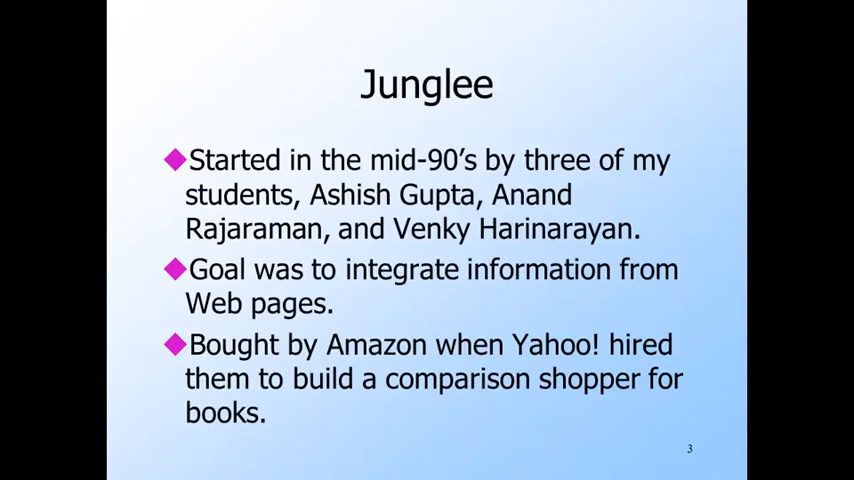 Junglee
Started in the mid-90’s by three of my
students, Ashish Gupta, Anand
Rajaraman, and Venky Harinarayan.
Goal was to integrate information from
Web pages.
Bought by Amazon when Yahoo! hired
them to build a comparison shopper for
books.
3